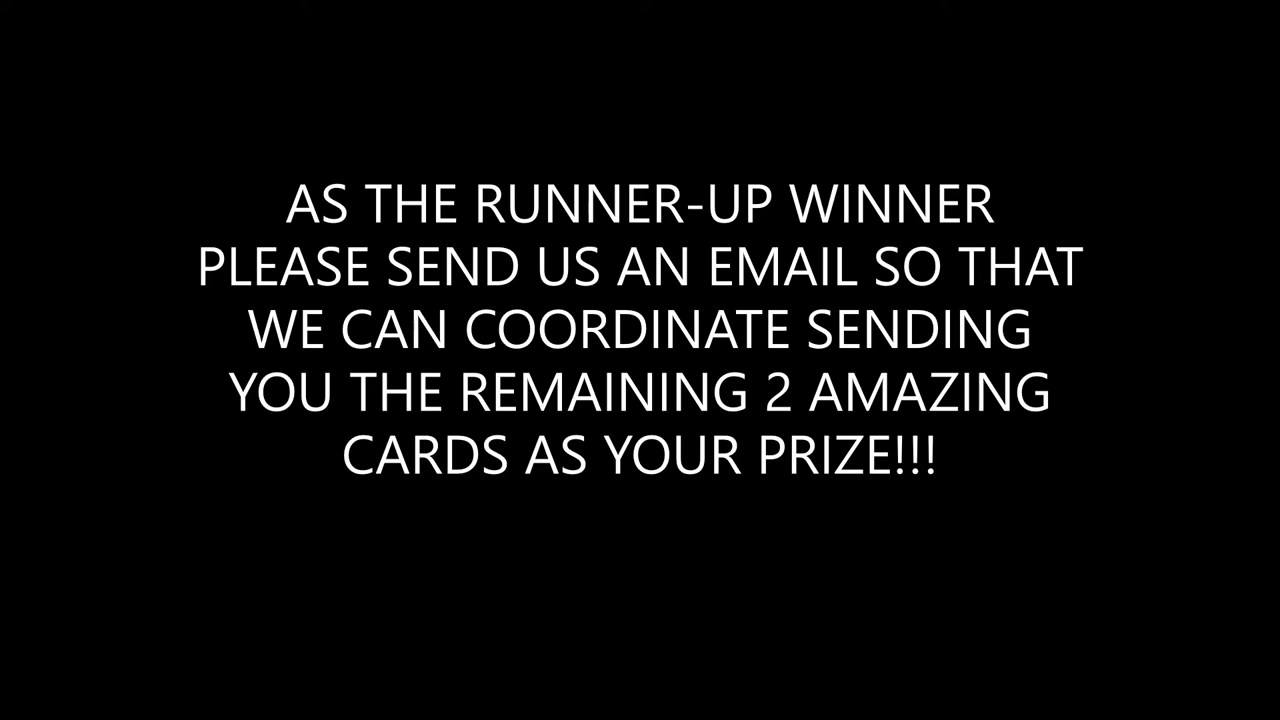 AS THE RUNNER-UP WINNER
PLEASE SEND US AN EMAIL SO THAT
WE CAN COORDINATE SENDING
YOU THE REMAINING 2 AMAZING
CARDS AS YOUR PRIZE!!!